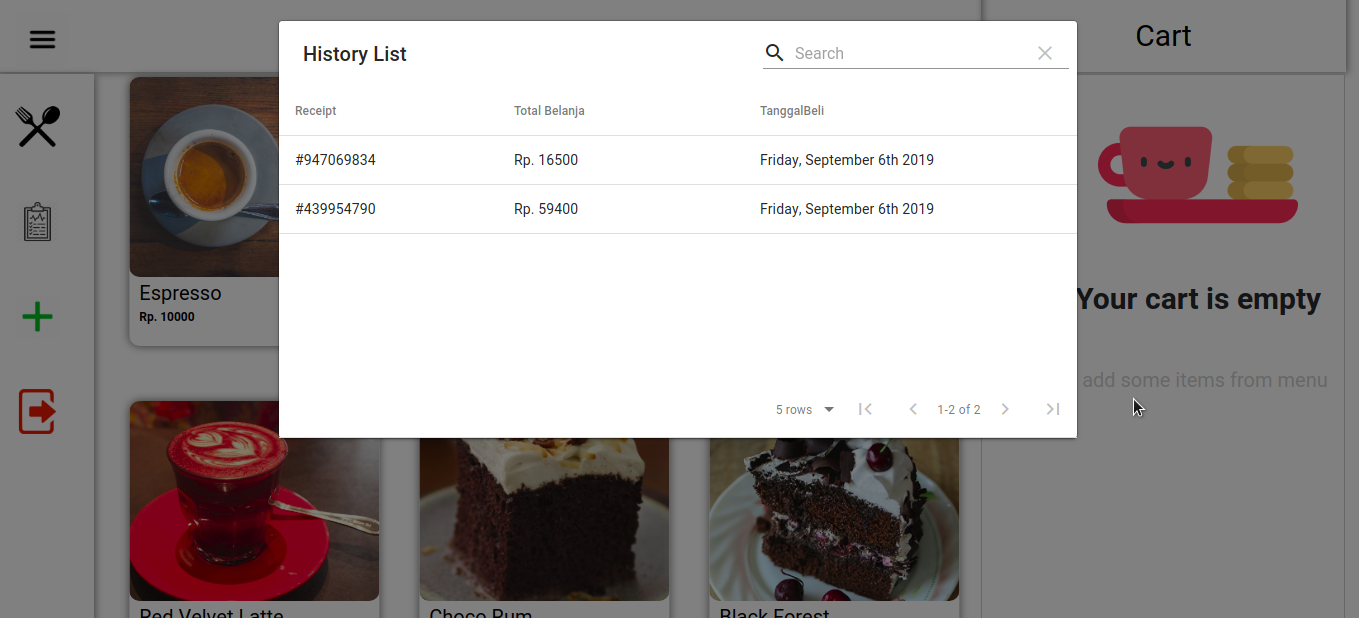 History List
Search
Cart
Receipt Total Belanja TanggalBeli
#947069834 Rp. 16500 Friday, September 6th 2019
#439954790 Rp. 59400 Friday, September 6th 2019
5 rows 1-2 of 2
Espresso
Rp. 10000
Your cart is empty
add some items from menu
Red Velvet Latte
Choco Rum
Black Forest